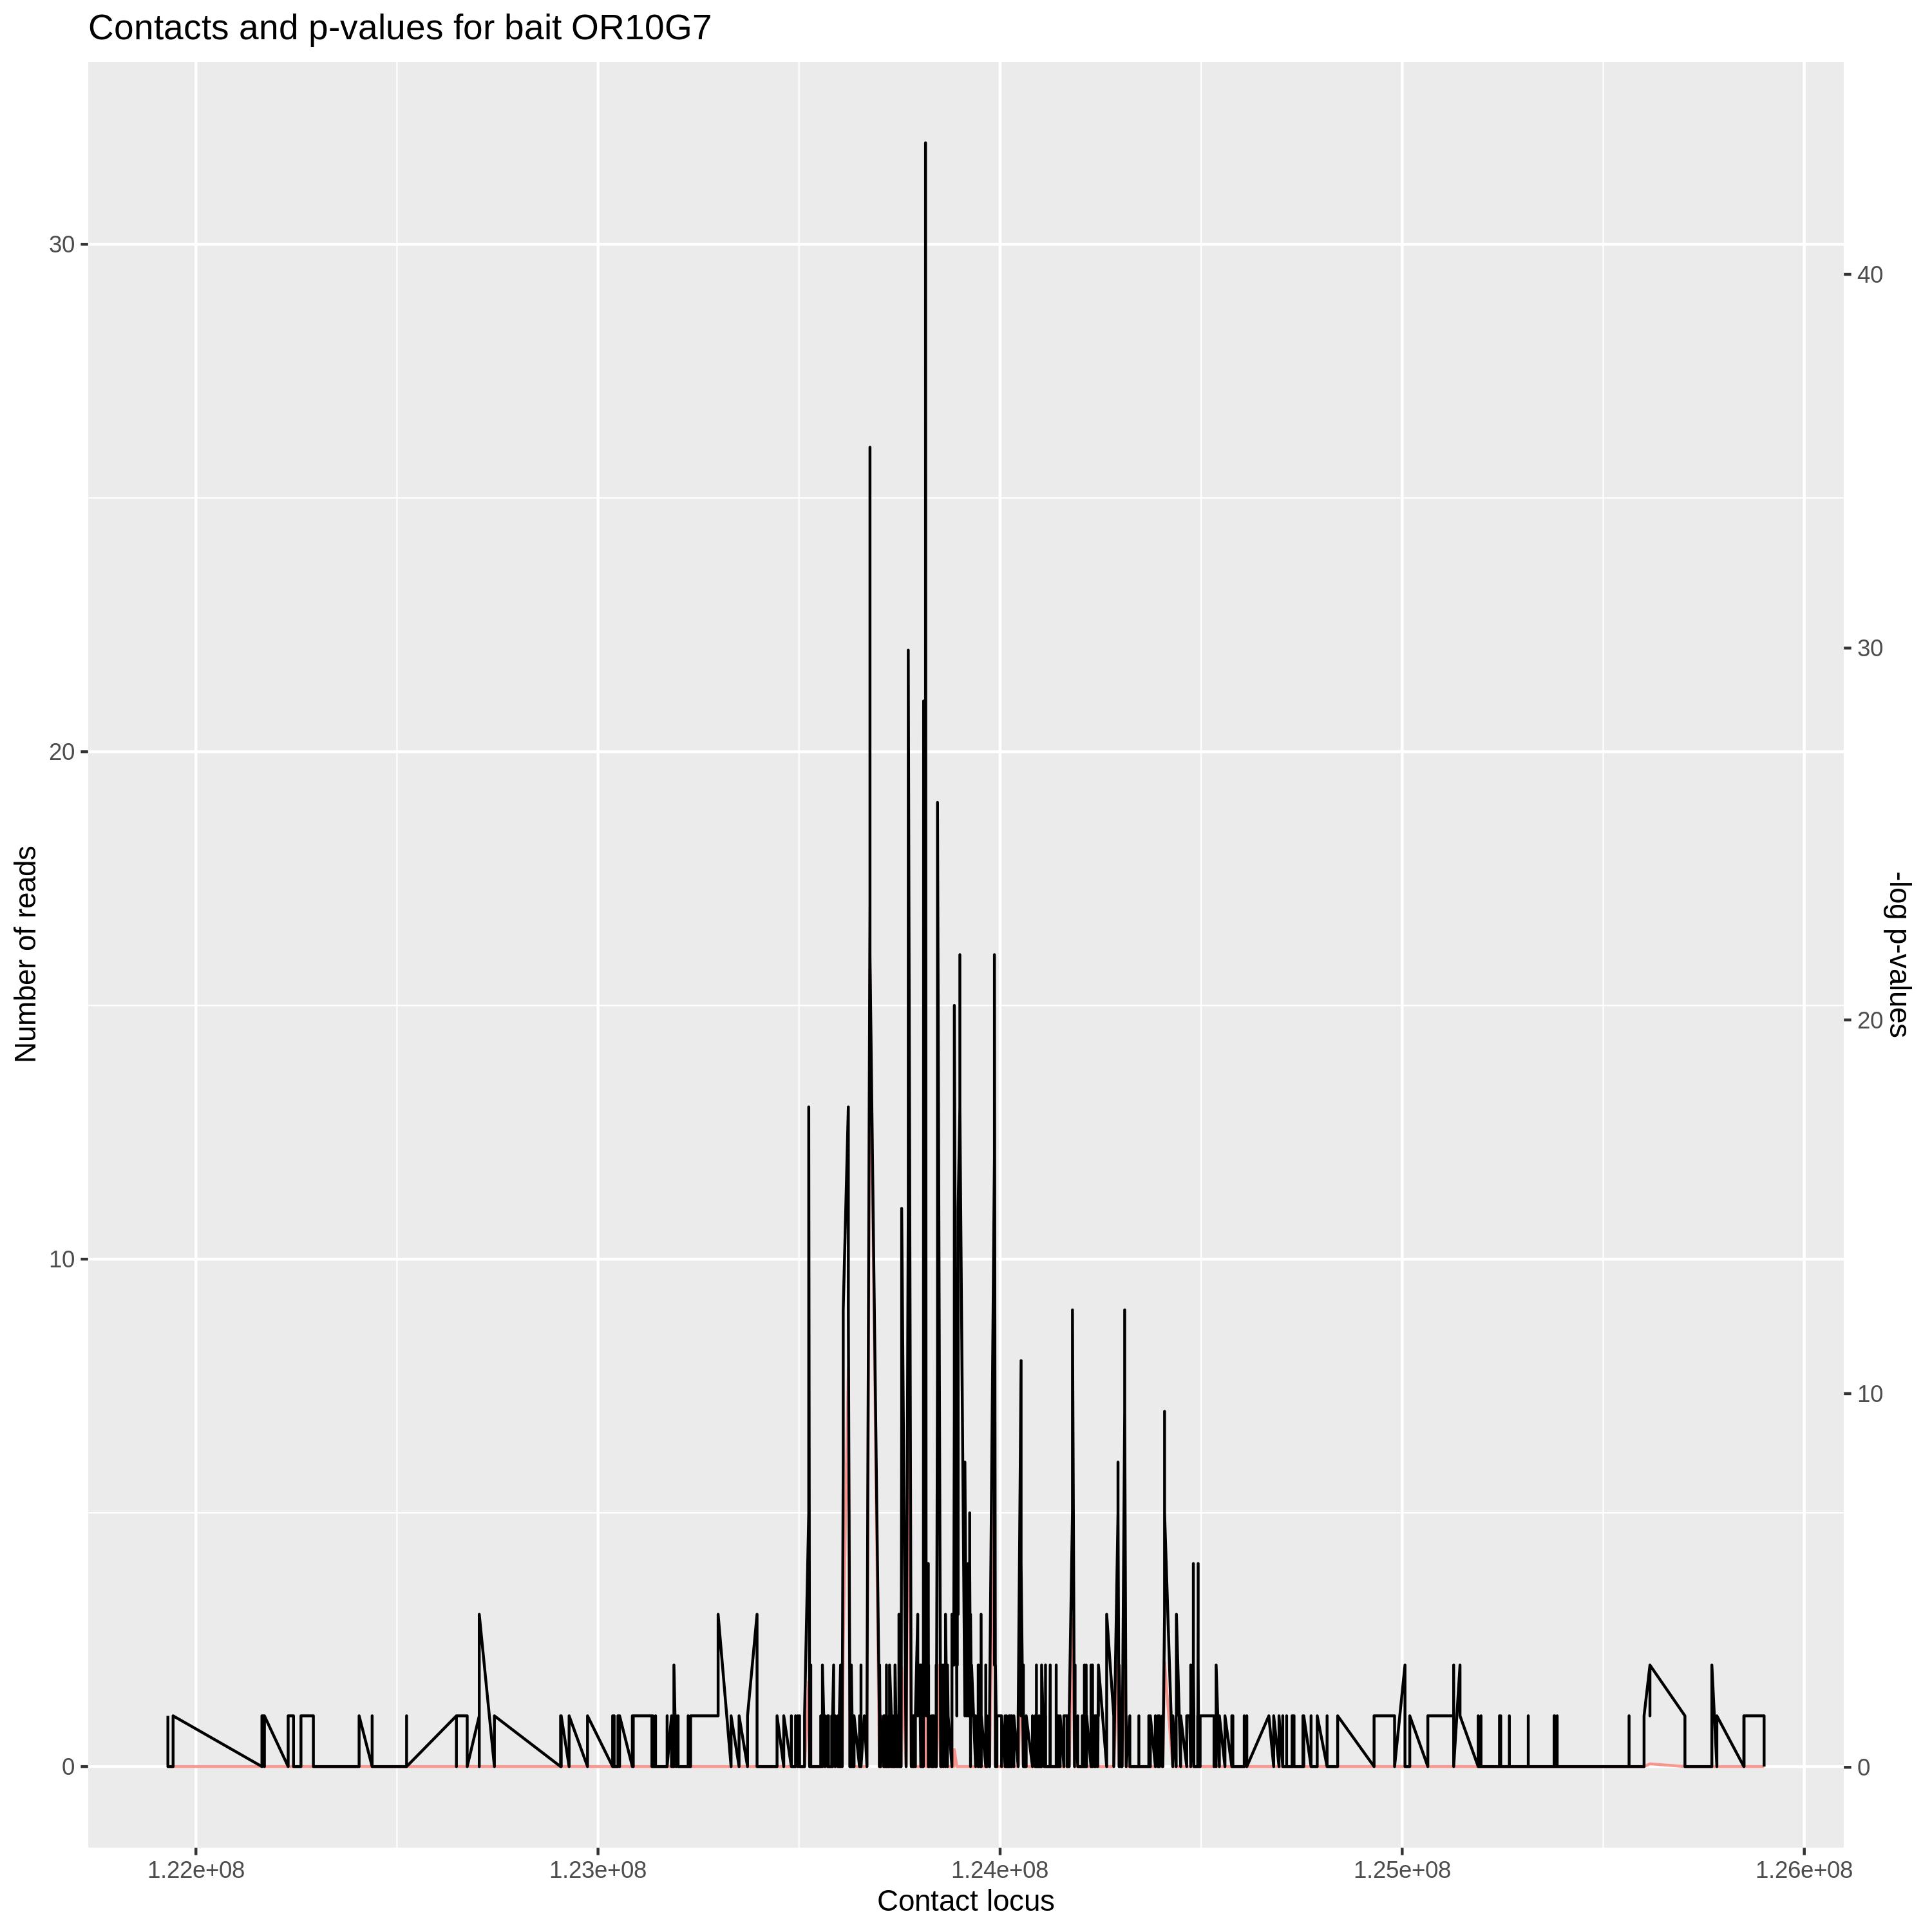 Contacts and p-values for bait OR10G7
30
20
10
0
40
30
20
10
0
Number of reads
-log p-values
1.22e+08 1.23e+08 1.24e+08 1.25e+08 1.26e+08
Contact locus